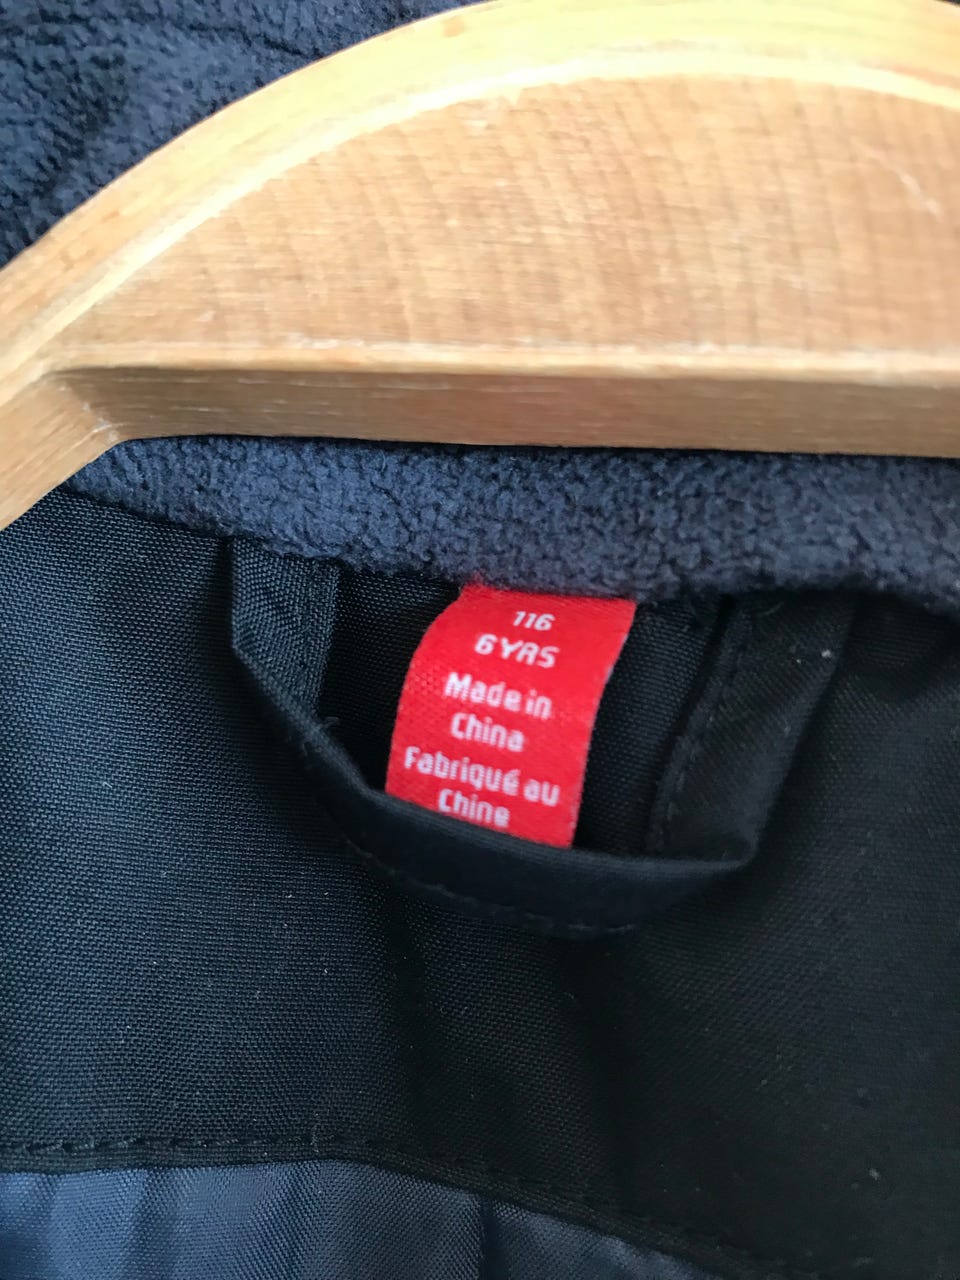 116
6YRS
Made in
China
Fabriqué au
Chine